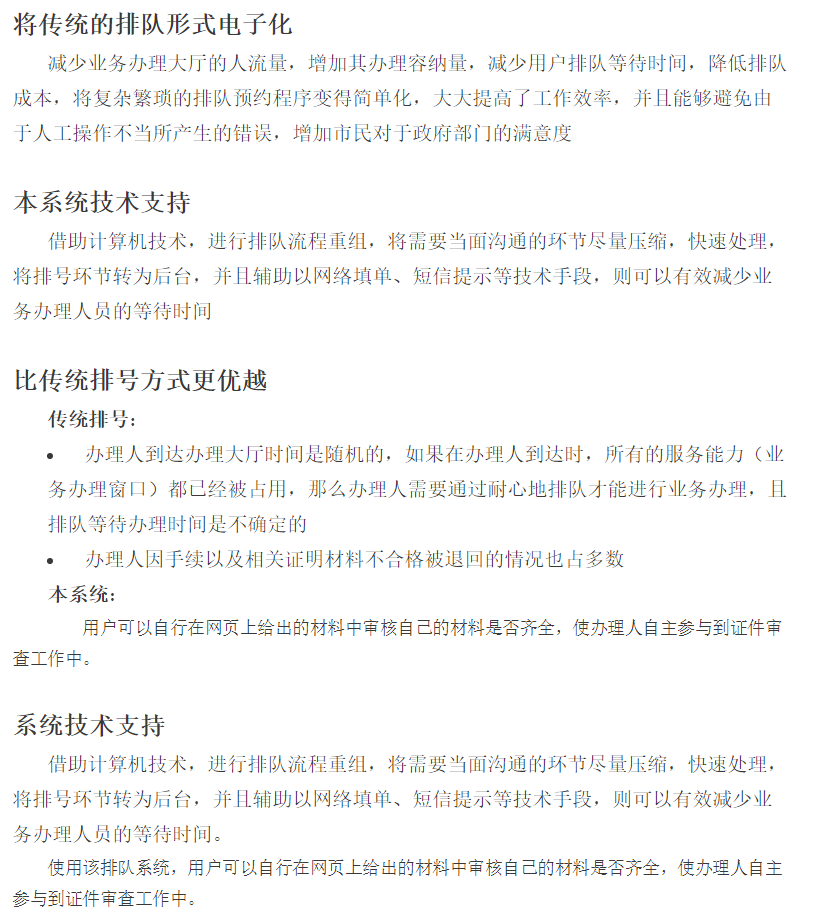 将传统的排队形式电子化
减少业务办理大厅的人流量，增加其办理容纳量，减少用户排队等待时间，降低排队
成本，将复杂繁琐的排队预约程序变得简单化，大大提高了工作效率，并且能够避免由
于人工操作不当所产生的错误，增加市民对于政府部门的满意度
本系统技术支持
借助计算机技术，进行排队流程重组，将需要当面沟通的环节尽量压缩，快速处理，
将排号环节转为后台，并且辅助以网络填单、短信提示等技术手段，则可以有效减少业
务办理人员的等待时间
比传统排号方式更优越
传统排号：
• 办理人到达办理大厅时间是随机的，如果在办理人到达时，所有的服务能力（业
务办理窗口）都已经被占用，那么办理人需要通过耐心地排队才能进行业务办理，且
排队等待办理时间是不确定的
• 办理人因手续以及相关证明材料不合格被退回的情况也占多数
本系统：
用户可以自行在网页上给出的材料中审核自己的材料是否齐全，使办理人自主参与到证件审
查工作中。
系统技术支持
借助计算机技术，进行排队流程重组，将需要当面沟通的环节尽量压缩，快速处理，
将排号环节转为后台，并且辅助以网络填单、短信提示等技术手段，则可以有效减少业
务办理人员的等待时间。
使用该排队系统，用户可以自行在网页上给出的材料中审核自己的材料是否齐全，使办理人自主
参与到证件审查工作中。